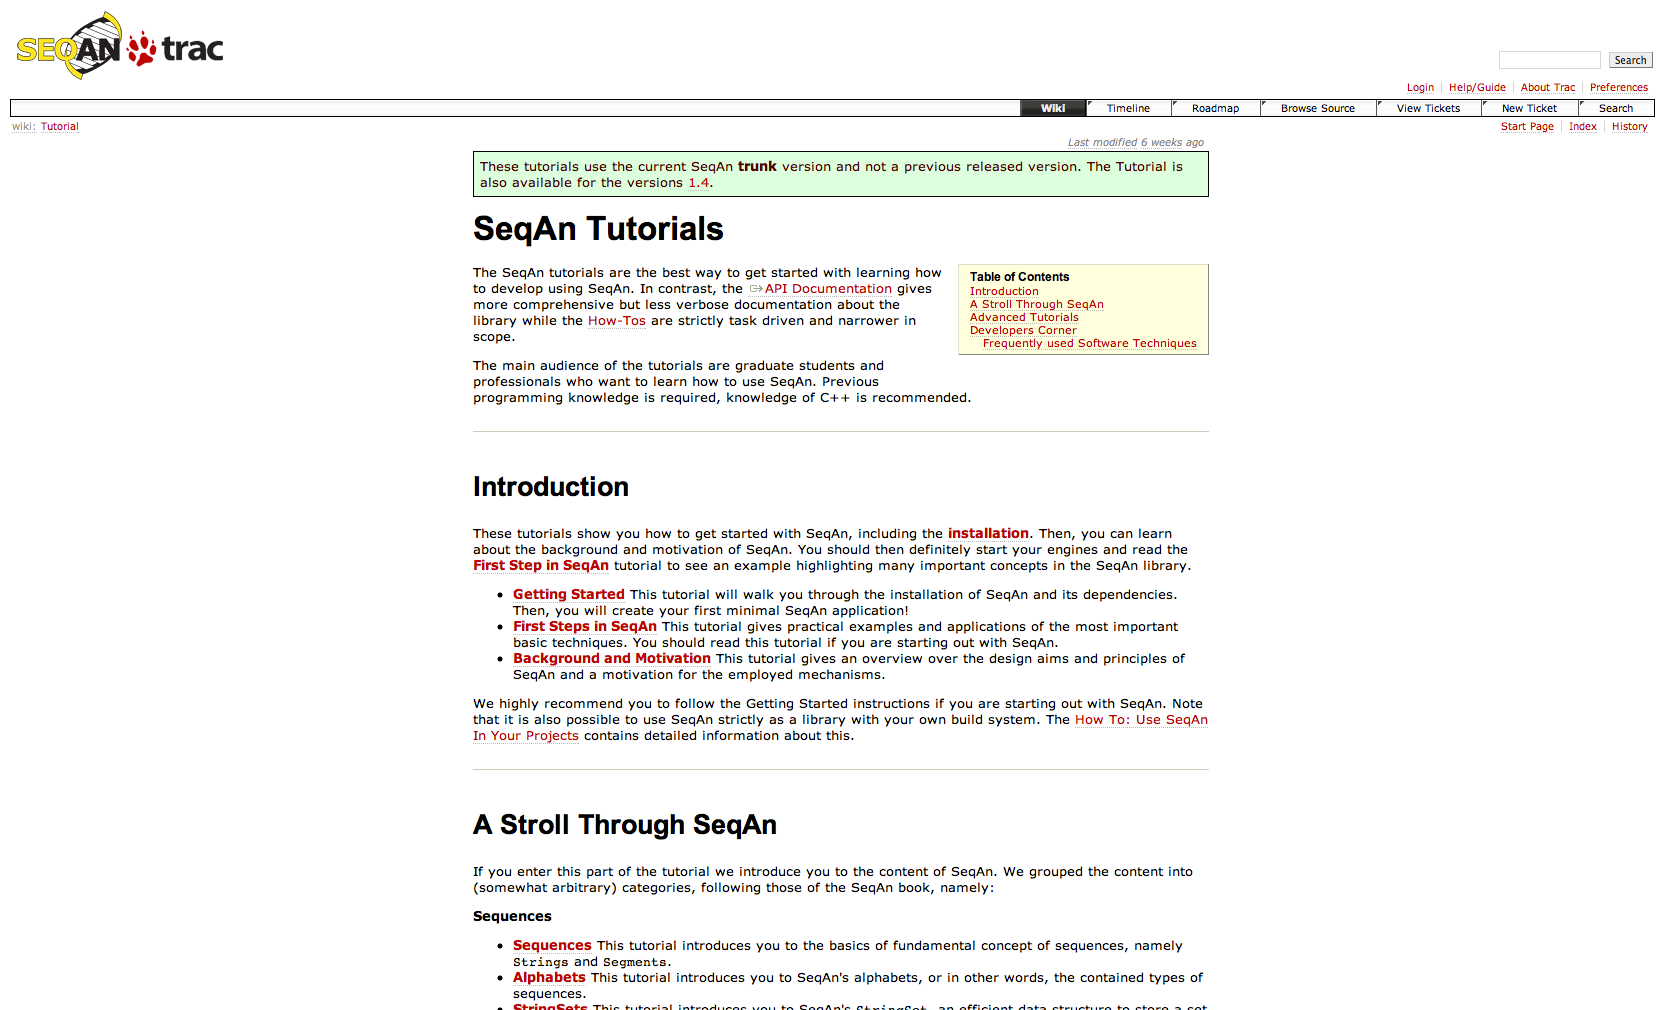 SEQAN trac
Search
Login Help/Guide About Trac Preferences
Wiki Timeline Roadmap Browse Source View Tickets New Ticket Search
wiki: Tutorial
Start Page Index History
Last modified 6 weeks ago
These tutorials use the current SeqAn trunk version and not a previous released version. The Tutorial is
also available for the versions 1.4.
SeqAn Tutorials
The SeqAn tutorials are the best way to get started with learning how
to develop using SeqAn. In contrast, the API Documentation gives
more comprehensive but less verbose documentation about the
library while the How-Tos are strictly task driven and narrower in
scope.
Table of Contents
Introduction
A Stroll Through SeqAn
Advanced Tutorials
Developers Corner
Frequently used Software Techniques
The main audience of the tutorials are graduate students and
professionals who want to learn how to use SeqAn. Previous
programming knowledge is required, knowledge of C++ is recommended.
Introduction
These tutorials show you how to get started with SeqAn, including the installation. Then, you can learn
about the background and motivation of SeqAn. You should then definitely start your engines and read the
First Step in SeqAn tutorial to see an example highlighting many important concepts in the SeqAn library.
• Getting Started This tutorial will walk you through the installation of SeqAn and its dependencies.
Then, you will create your first minimal SeqAn application!
• First Steps in SeqAn This tutorial gives practical examples and applications of the most important
basic techniques. You should read this tutorial if you are starting out with SeqAn.
• Background and Motivation This tutorial gives an overview over the design aims and principles of
SeqAn and a motivation for the employed mechanisms.
We highly recommend you to follow the Getting Started instructions if you are starting out with SeqAn. Note
that it is also possible to use SeqAn strictly as a library with your own build system. The How To: Use SeqAn
In Your Projects contains detailed information about this.
A Stroll Through SeqAn
If you enter this part of the tutorial we introduce you to the content of SeqAn. We grouped the content into
(somewhat arbitrary) categories, following those of the SeqAn book, namely:
Sequences
• Sequences This tutorial introduces you to the basics of fundamental concept of sequences, namely
Strings and Segments.
• Alphabets This tutorial introduces you to SeqAn's alphabets, or in other words, the contained types of
sequences.
• StringSets This tutorial introduces you to SeqAn's StringSet, an efficient data structure to store a set